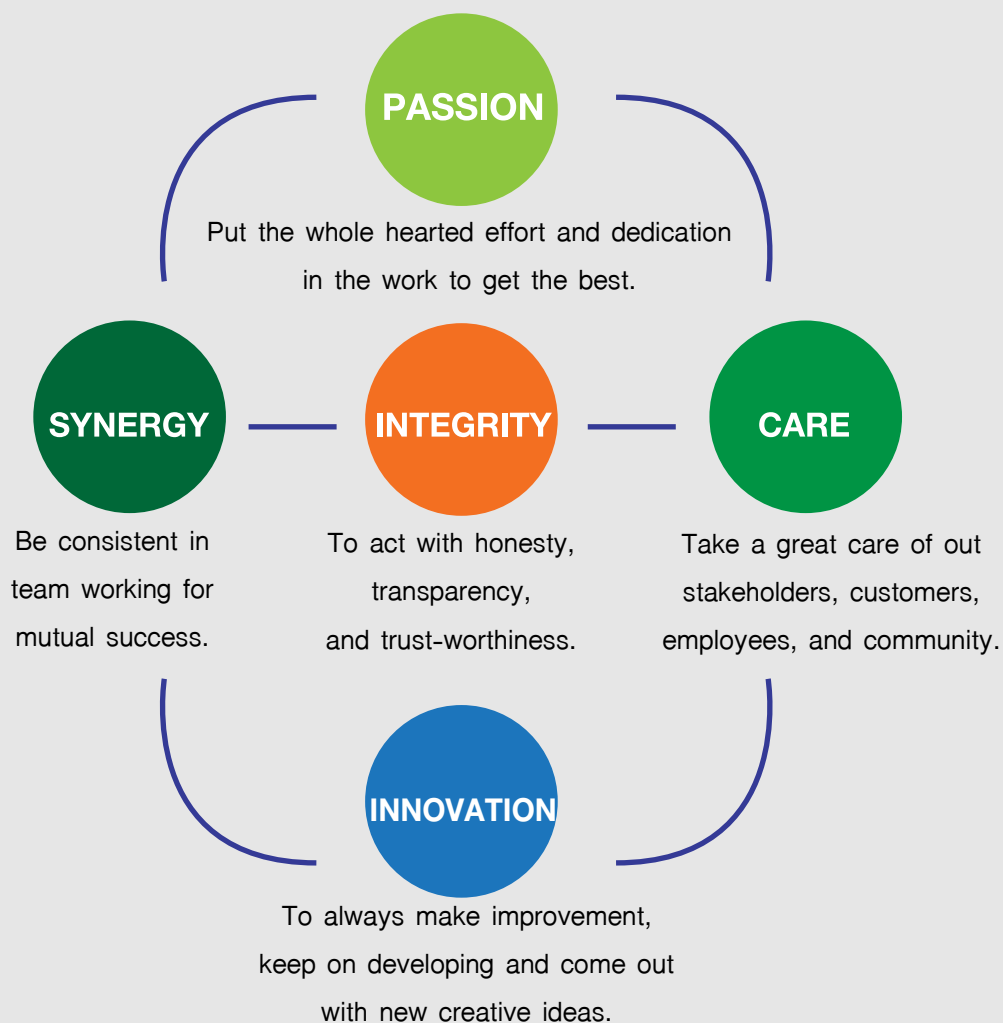 PASSION
Put the whole hearted effort and dedication
in the work to get the best.
SYNERGY
Be consistent in
team working for
mutual success.
INTEGRITY
To act with honesty,
transparency,
and trust-worthiness.
CARE
Take a great care of out
stakeholders, customers,
employees, and community.
INNOVATION
To always make improvement,
keep on developing and come out
with new creative ideas.